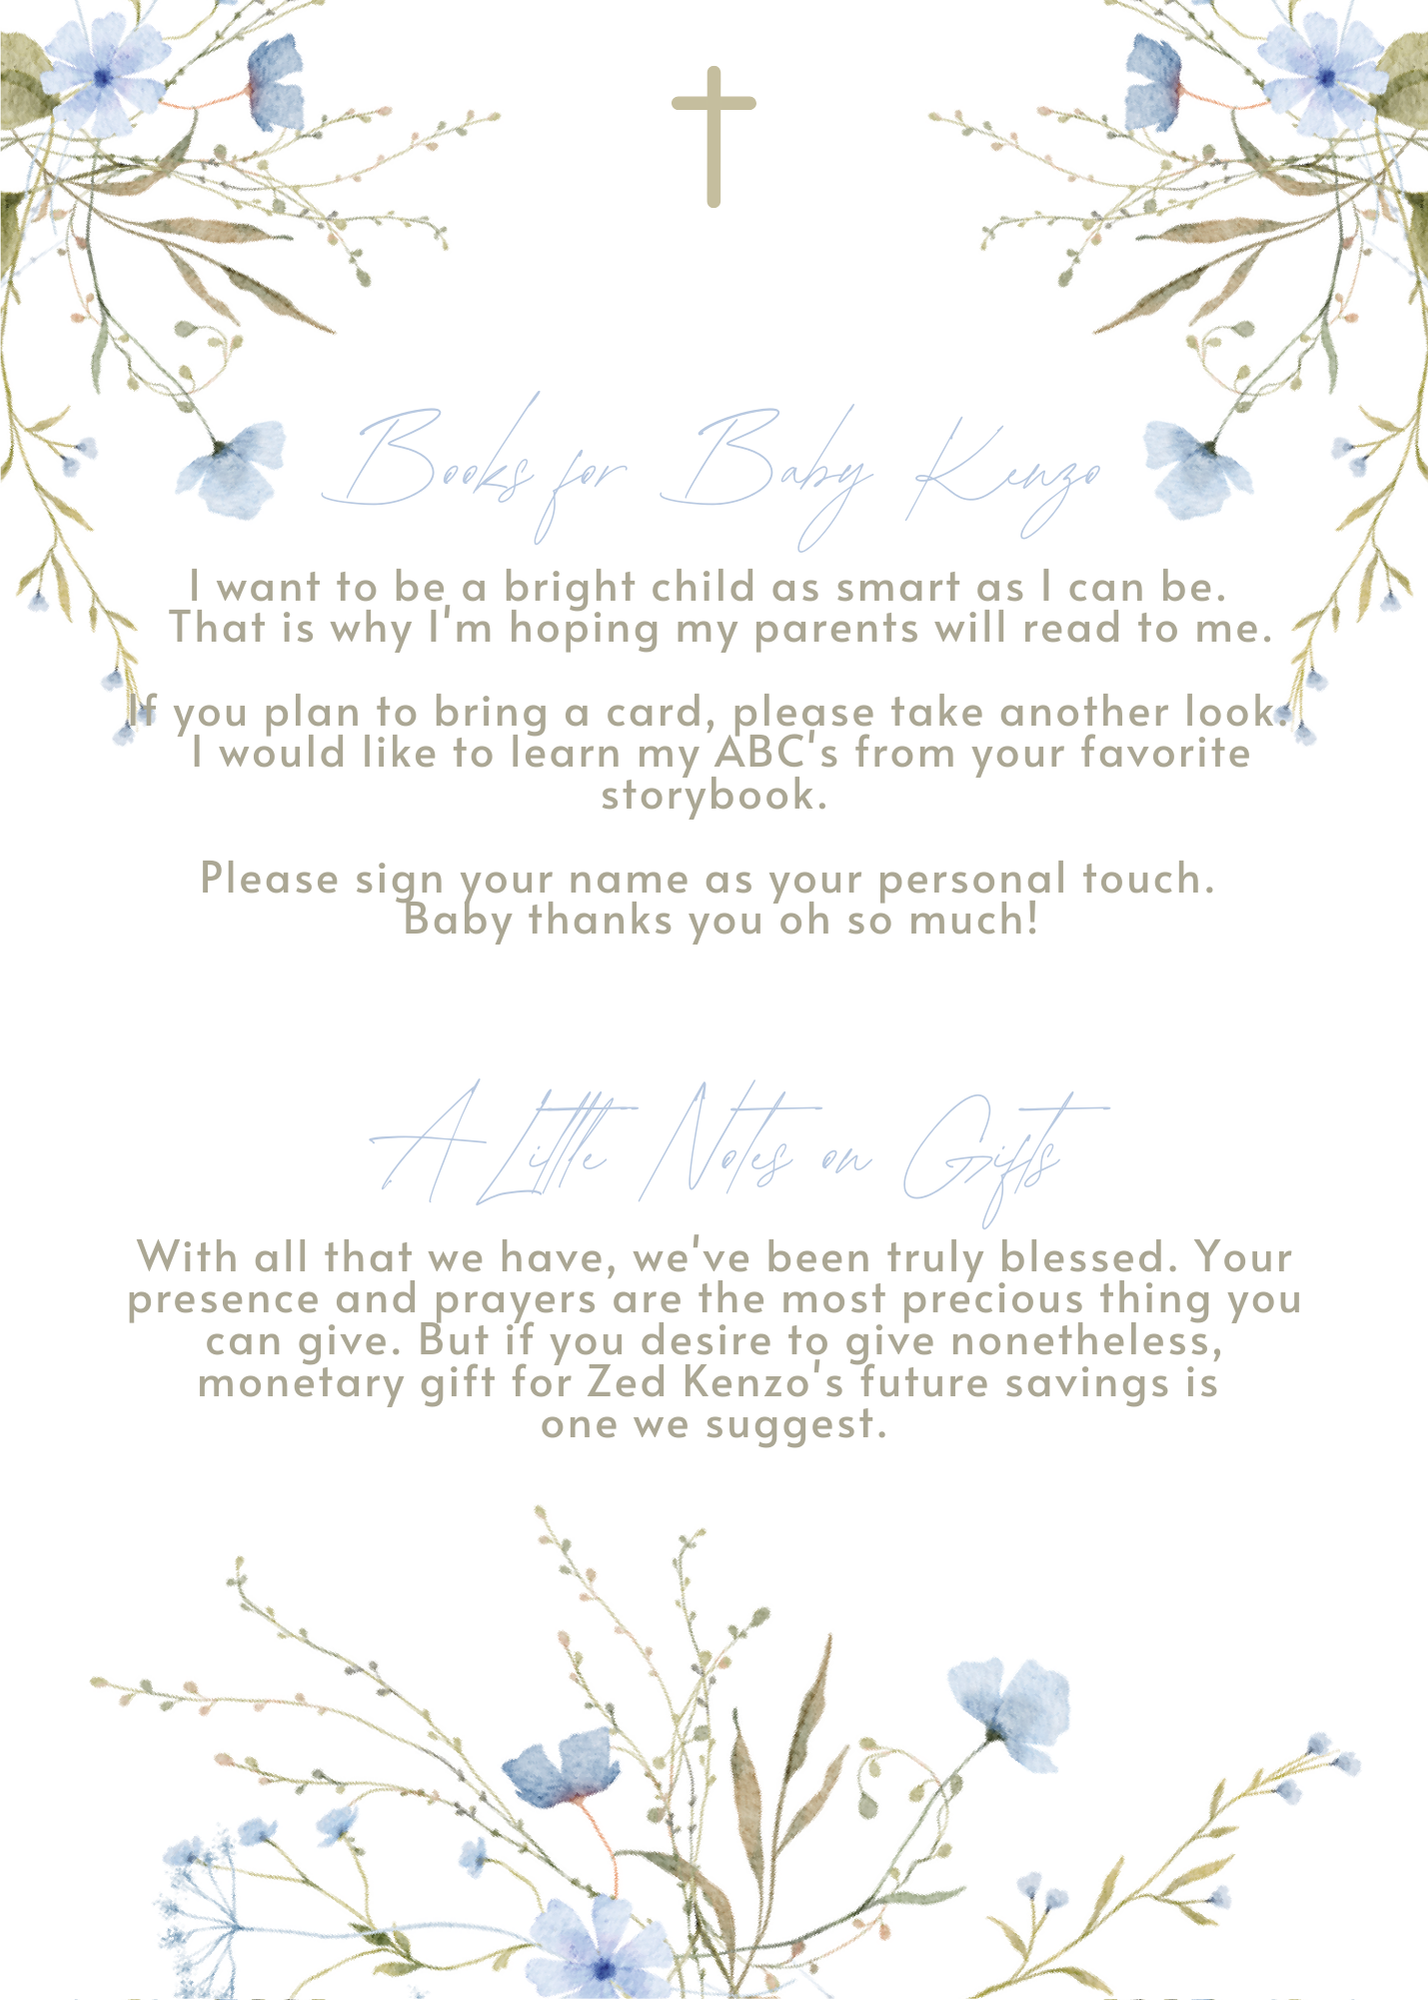 Books for Baby Kenzo
I want to be a bright child as smart as I can be.
That is why I'm hoping my parents will read to me.
If you plan to bring a card, please take another look.
I would like to learn my ABC's from your favorite
storybook.
Please sign your name as your personal touch.
Baby thanks you oh so much!
A Little Notes on Gifts
With all that we have, we've been truly blessed. Your
presence and prayers are the most precious thing you
can give. But if you desire to give nonetheless,
monetary gift for Zed Kenzo's future savings is
one we suggest.